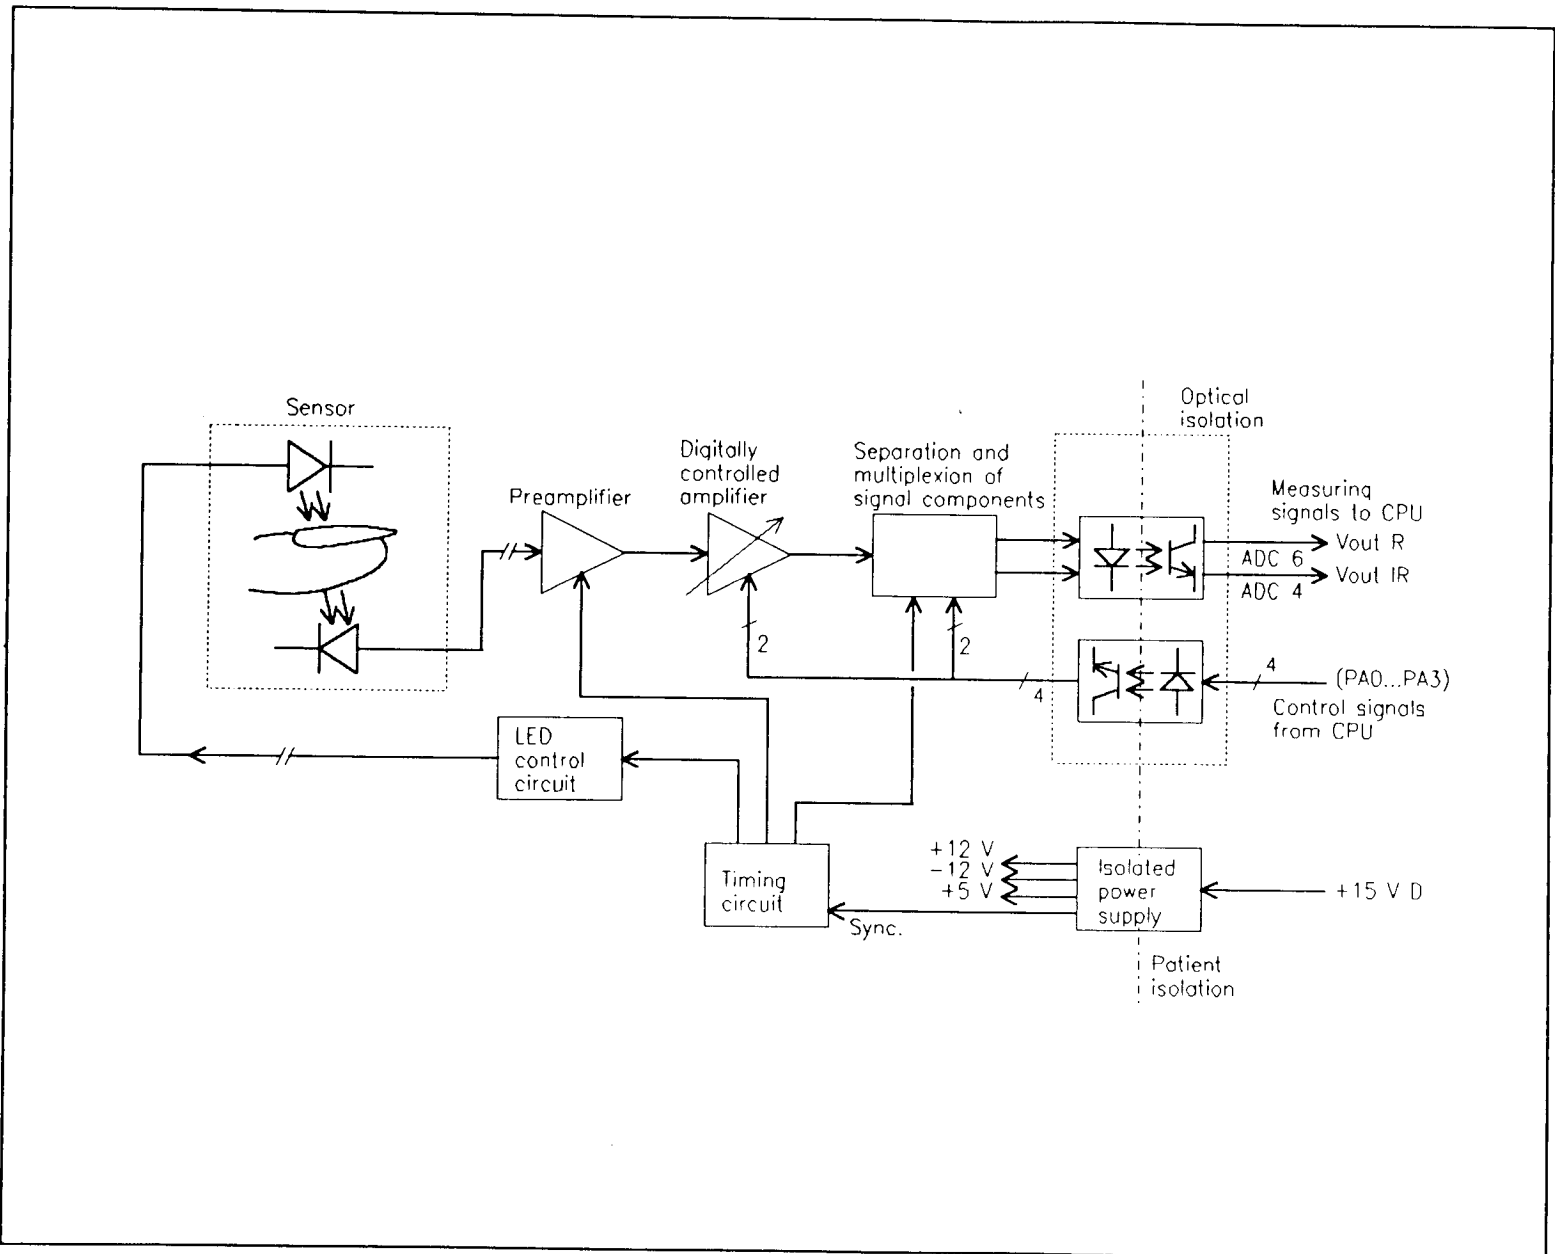 Sensor
Preamplifier
Digitally
controlled
amplifier
Separation and
multiplexion of
signal components
Optical
isolation
Measuring
signals to CPU
Vout R
ADC 6
Vout IR
ADC 4
2
2
4
4
(PA0...PA3)
Control signals
from CPU
LED
control
circuit
Timing
circuit
+12 V
-12 V
+5 V
Sync.
Isolated
power
supply
+15 V D
Patient
isolation